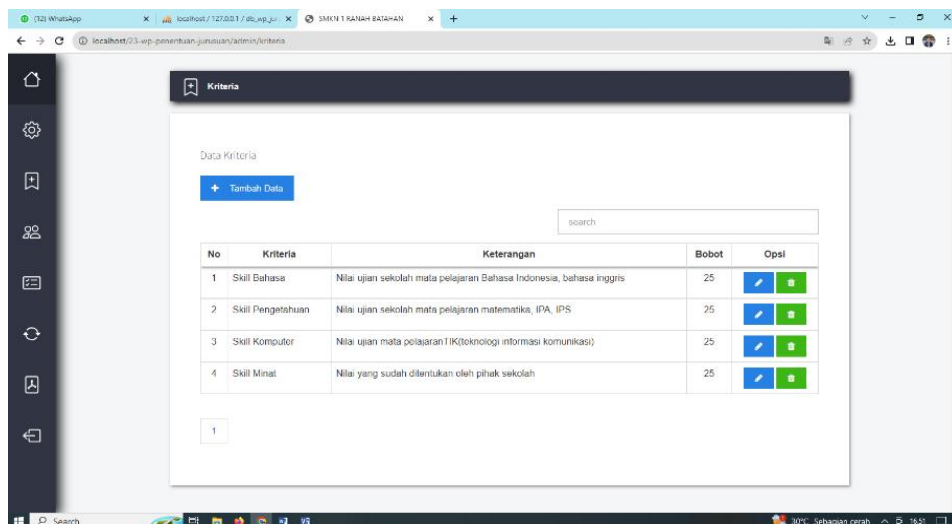 (12) WhatsApp
localhost / 127.0.0.1 / db_wp_jur
SMKN 1 RANAH BATAHAN
localhost/23-wp-penentuan-jurusuan/admin/kriteria
Kriteria
Data Kriteria
+ Tambah Data
search
No Kriteria Keterangan Bobot Opsi
1 Skill Bahasa Nilai ujian sekolah mata pelajaran Bahasa Indonesia, bahasa inggris 25
2 Skill Pengetahuan Nilai ujian sekolah mata pelajaran matematika, IPA, IPS 25
3 Skill Komputer Nilai ujian mata pelajaranTIK(teknologi informasi komunikasi) 25
4 Skill Minat Nilai yang sudah ditentukan oleh pihak sekolah 25
1
Search
30°C Sebagian cerah 16.51